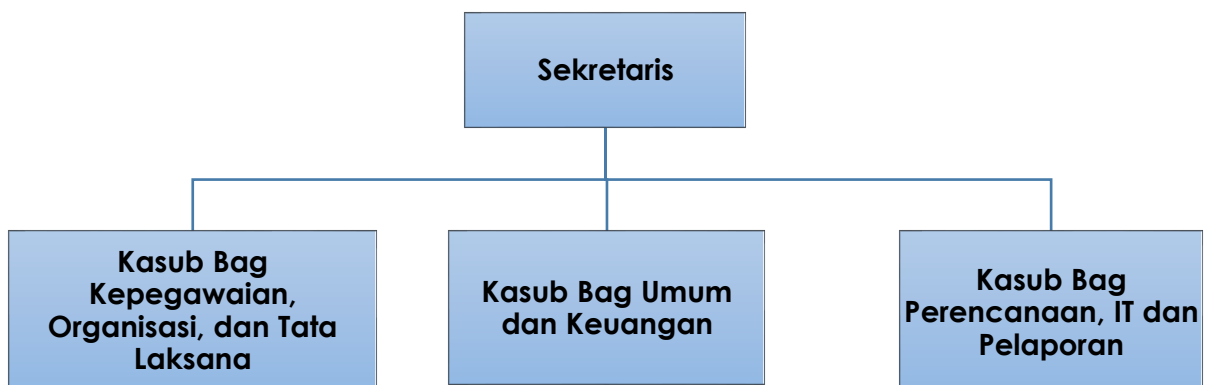 Sekretaris
Kasub Bag
Kepegawaian,
Organisasi, dan Tata
Laksana
Kasub Bag Umum
dan Keuangan
Kasub Bag
Perencanaan, IT dan
Pelaporan